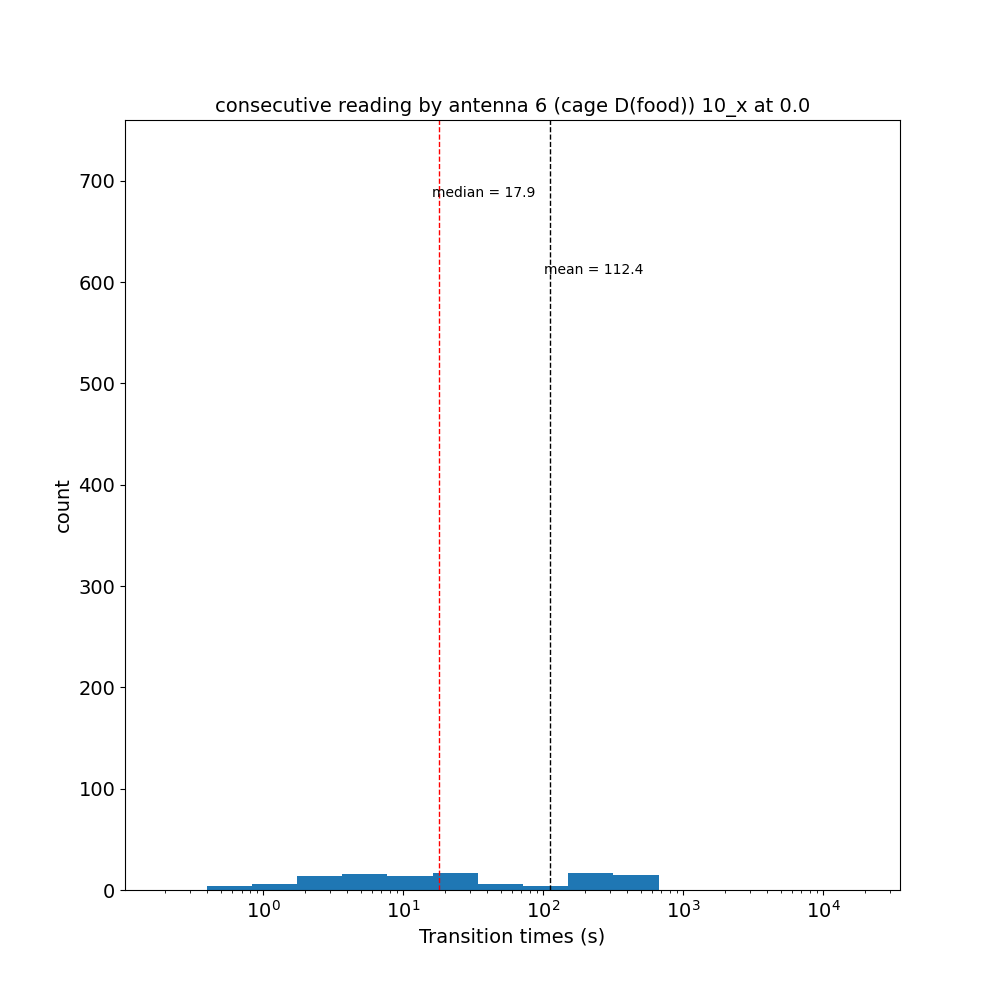 consecutive reading by antenna 6 (cage D(food)) 10_x at 0.0
700
median = 17.9
mean = 112.4
600
500
400
300
200
100
0
count
10⁰ 10¹ 10² 10³ 10⁴
Transition times (s)